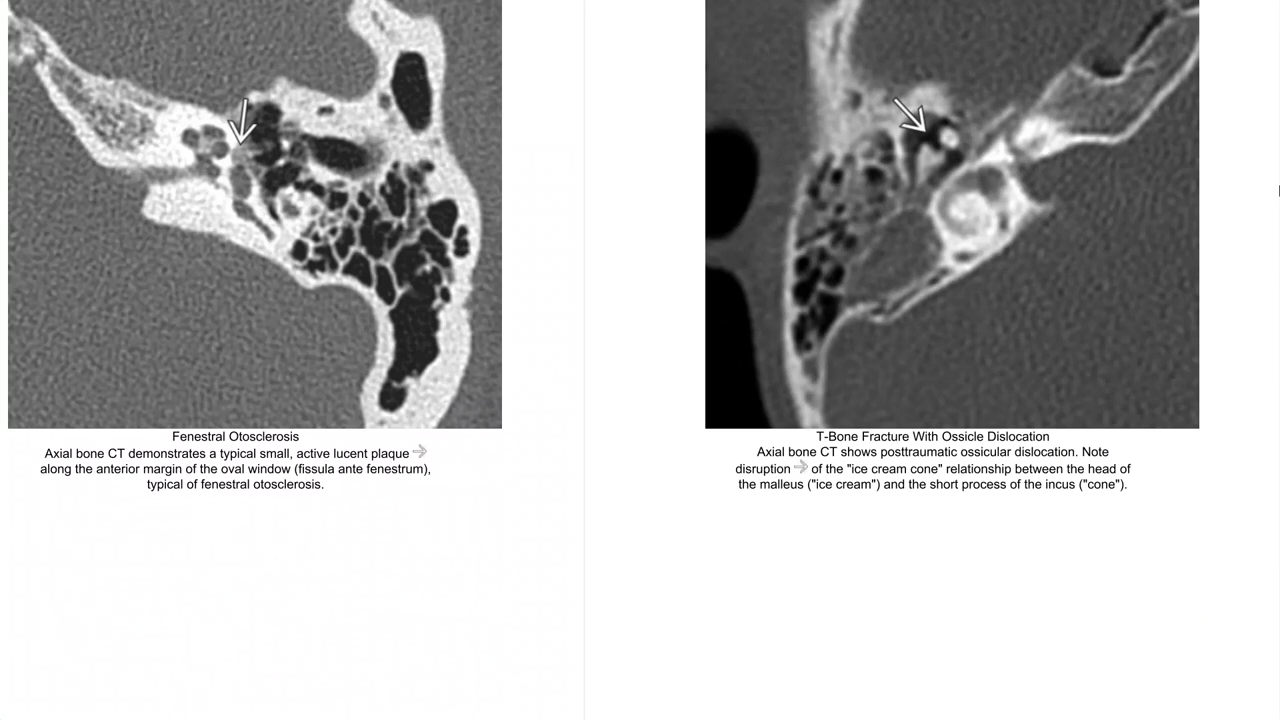 Fenestral Otosclerosis
Axial bone CT demonstrates a typical small, active lucent plaque
along the anterior margin of the oval window (fissula ante fenestrum),
typical of fenestral otosclerosis.
T-Bone Fracture With Ossicle Dislocation
Axial bone CT shows posttraumatic ossicular dislocation. Note
disruption of the "ice cream cone" relationship between the head of
the malleus ("ice cream") and the short process of the incus ("cone").